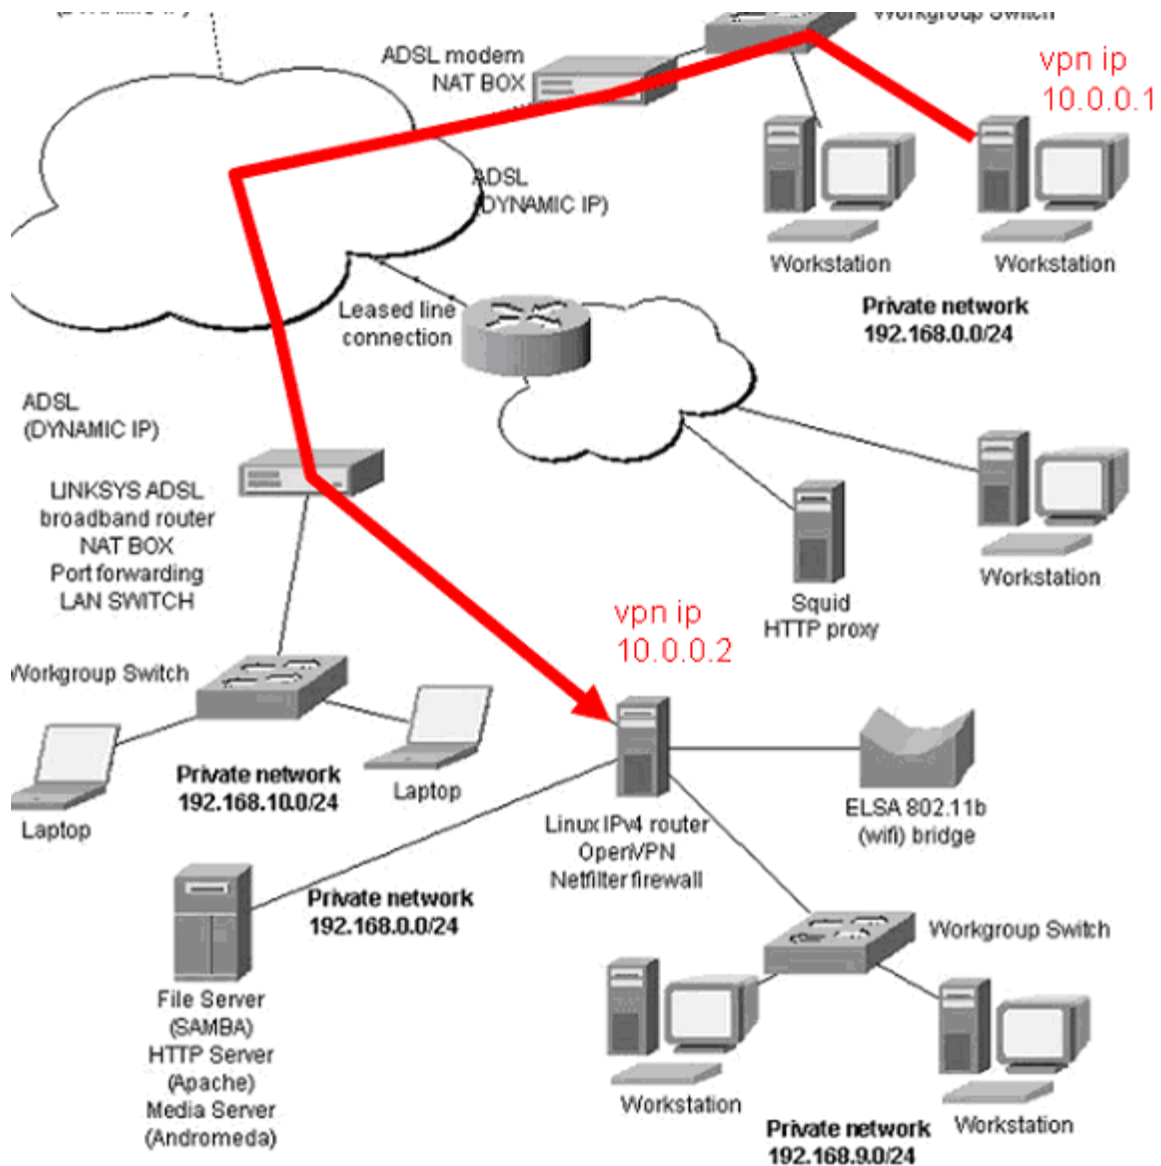 (DYNAMIC IP)
Workgroup Switch
ADSL modem
NAT BOX
vpn ip
10.0.0.1
ADSL
(DYNAMIC IP)
Workstation
Workstation
Private network
192.168.0.0/24
Leased line
connection
ADSL
(DYNAMIC IP)
LINKSYS ADSL
broadband router
NAT BOX
Port forwarding
LAN SWITCH
Workstation
Squid
HTTP proxy
vpn ip
10.0.0.2
Workgroup Switch
Laptop
Private network
192.168.10.0/24
Laptop
Linux IPv4 router
OpenVPN
Netfilter firewall
ELSA 802.11b
(wifi) bridge
Private network
192.168.0.0/24
Workgroup Switch
File Server
(SAMBA)
HTTP Server
(Apache)
Media Server
(Andromeda)
Workstation
Workstation
Private network
192.168.9.0/24